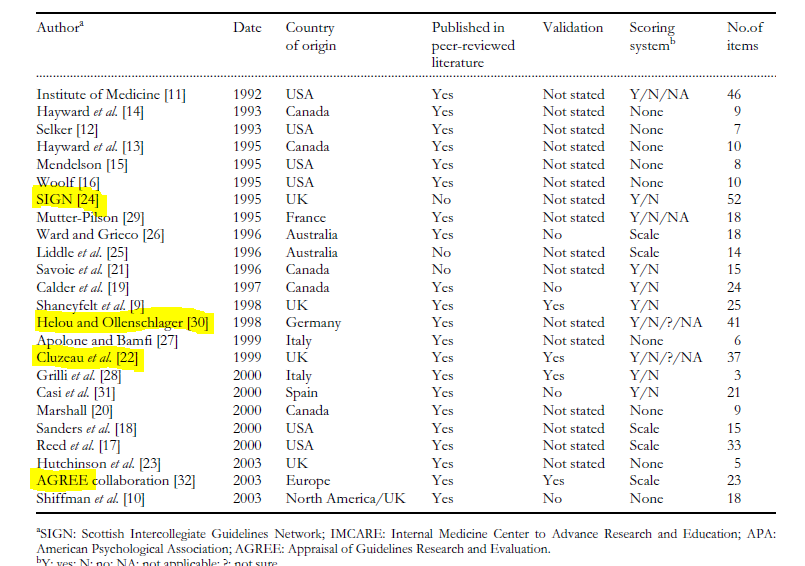 Authorᵃ Date Country of origin Published in peer-reviewed literature Validation Scoring systemᵇ No.of items
Institute of Medicine [11] 1992 USA Yes Not stated Y/N/NA 46
Hayward et al. [14] 1993 Canada Yes Not stated None 9
Selker [12] 1993 USA Yes Not stated None 7
Hayward et al. [13] 1995 Canada Yes Not stated None 10
Mendelson [15] 1995 USA Yes Not stated None 8
Woolf [16] 1995 USA Yes Not stated None 10
SIGN [24] 1995 UK No Not stated Y/N 52
Mutter-Pilson [29] 1995 France Yes Not stated Y/N/NA 18
Ward and Grieco [26] 1996 Australia Yes No Scale 18
Liddle et al. [25] 1996 Australia No Not stated Scale 14
Savoie et al. [21] 1996 Canada No Not stated Y/N 15
Calder et al. [19] 1997 Canada Yes No Y/N 24
Shaneyfelt et al. [9] 1998 UK Yes Yes Y/N 25
Helou and Ollenschlager [30] 1998 Germany Yes Not stated Y/N/?/NA 41
Apolone and Bamfi [27] 1999 Italy Yes Not stated None 6
Cluzeau et al. [22] 1999 UK Yes Yes Y/N/?/NA 37
Grilli et al. [28] 2000 Italy Yes Yes Y/N 3
Casi et al. [31] 2000 Spain Yes No Y/N 21
Marshall [20] 2000 Canada Yes Not stated None 9
Sanders et al. [18] 2000 USA Yes Not stated Scale 15
Reed et al. [17] 2000 USA Yes Not stated Scale 33
Hutchinson et al. [23] 2003 UK Yes Not stated None 5
AGREE collaboration [32] 2003 Europe Yes Yes Scale 23
Shiffman et al. [10] 2003 North America/UK Yes No None 18
ᵃSIGN: Scottish Intercollegiate Guidelines Network; IMCARE: Internal Medicine Center to Advance Research and Education; APA:
American Psychological Association; AGREE: Appraisal of Guidelines Research and Evaluation.
ᵇY: yes; N: no; NA: not applicable; ?: not sure.